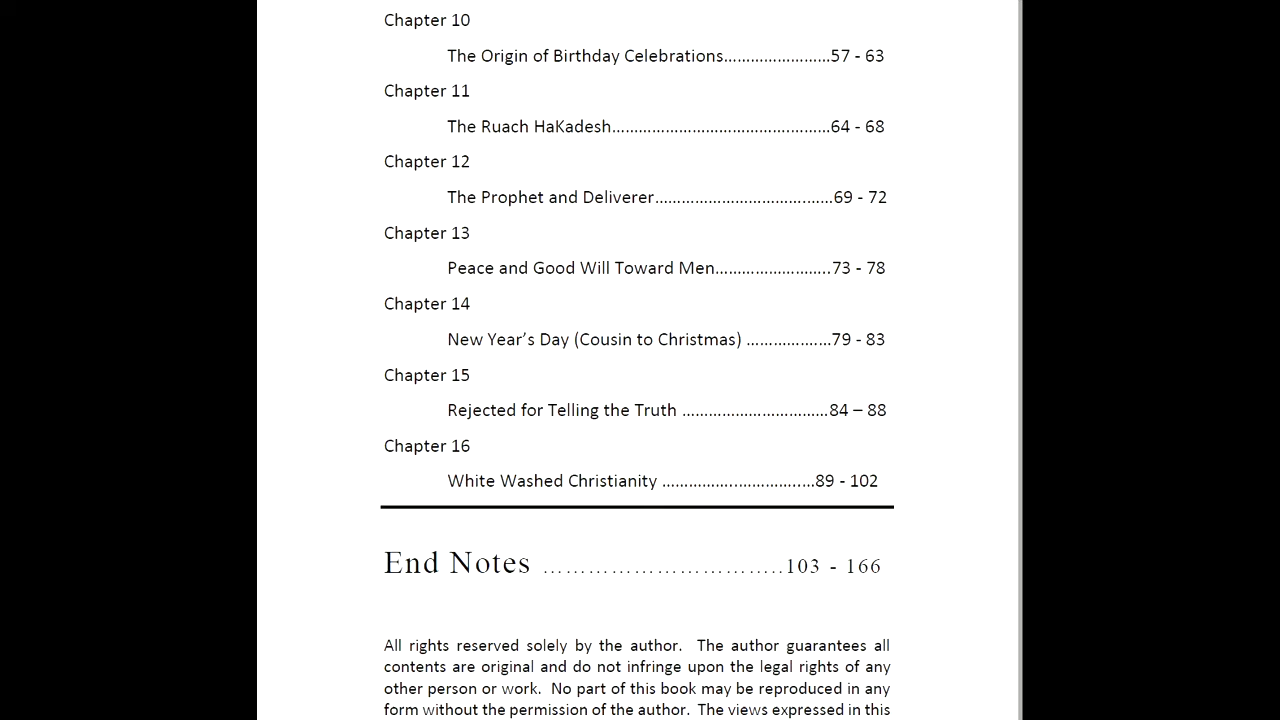 Chapter 10
The Origin of Birthday Celebrations........................57 - 63
Chapter 11
The Ruach HaKadesh................................................64 - 68
Chapter 12
The Prophet and Deliverer.......................................69 - 72
Chapter 13
Peace and Good Will Toward Men..........................73 - 78
Chapter 14
New Year’s Day (Cousin to Christmas) ...................79 - 83
Chapter 15
Rejected for Telling the Truth .................................84 – 88
Chapter 16
White Washed Christianity ..................................89 - 102
End Notes ................................103 - 166
All rights reserved solely by the author. The author guarantees all
contents are original and do not infringe upon the legal rights of any
other person or work. No part of this book may be reproduced in any
form without the permission of the author. The views expressed in this